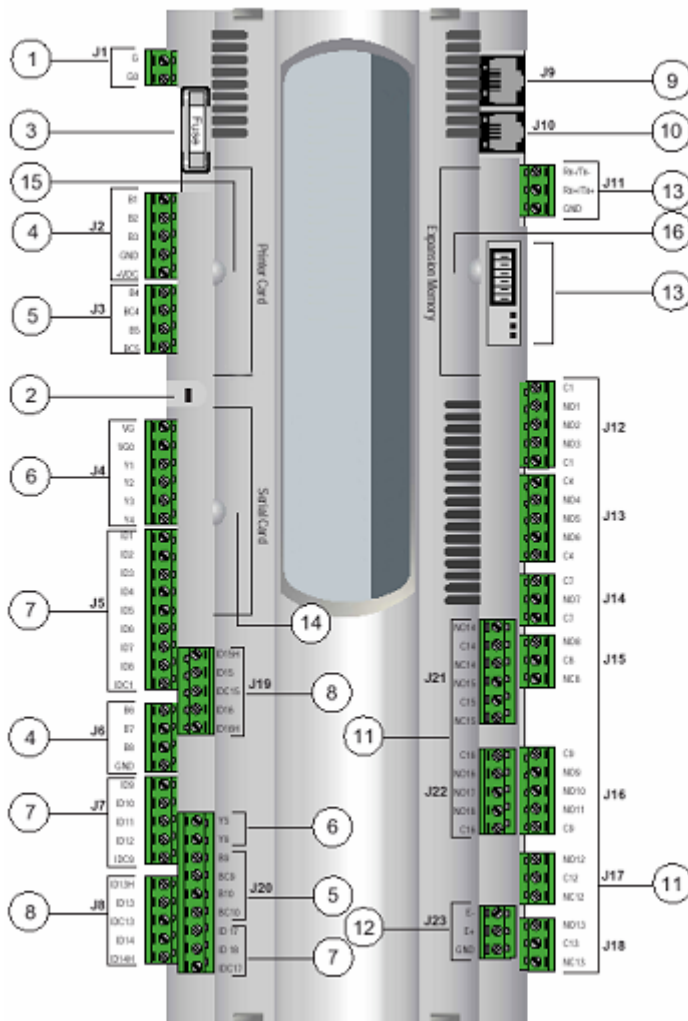 1
J1
G
G0
3
Fuse
15
4
J2
B1
B2
B3
GND
+VDC
Printer Card
5
J3
B4
BC4
B5
BC5
2
6
J4
VG
VG0
Y1
Y2
Y3
Y4
Serial Card
14
7
J5
ID1
ID2
ID3
ID4
ID5
ID6
ID7
ID8
IDC1
J19
ID15H
ID15
IDC15
ID16
ID16H
8
4
J6
B6
B7
B8
GND
7
J7
ID9
ID10
ID11
ID12
IDC9
8
J8
ID13H
ID13
IDC13
ID14
ID14H
Y5
Y6
6
J20
B9
BC9
B10
BC10
5
ID 17
ID 18
IDC17
7
J9
9
J10
10
J11
Rx-/Tx-
Rx+/Tx+
GND
13
Expansion Memory
16
13
C1
NO1
NO2
NO3
C1
J12
C4
NO4
NO5
NO6
C4
J13
C7
NO7
C7
J14
NO8
C8
NC8
J15
J21
NO14
C14
NC14
NO15
C15
NC15
11
J22
C16
NO16
NO17
NO18
C16
C9
NO9
NO10
NO11
C9
J16
NO12
C12
NC12
J17
11
12
J23
E-
E+
GND
NO13
C13
NC13
J18